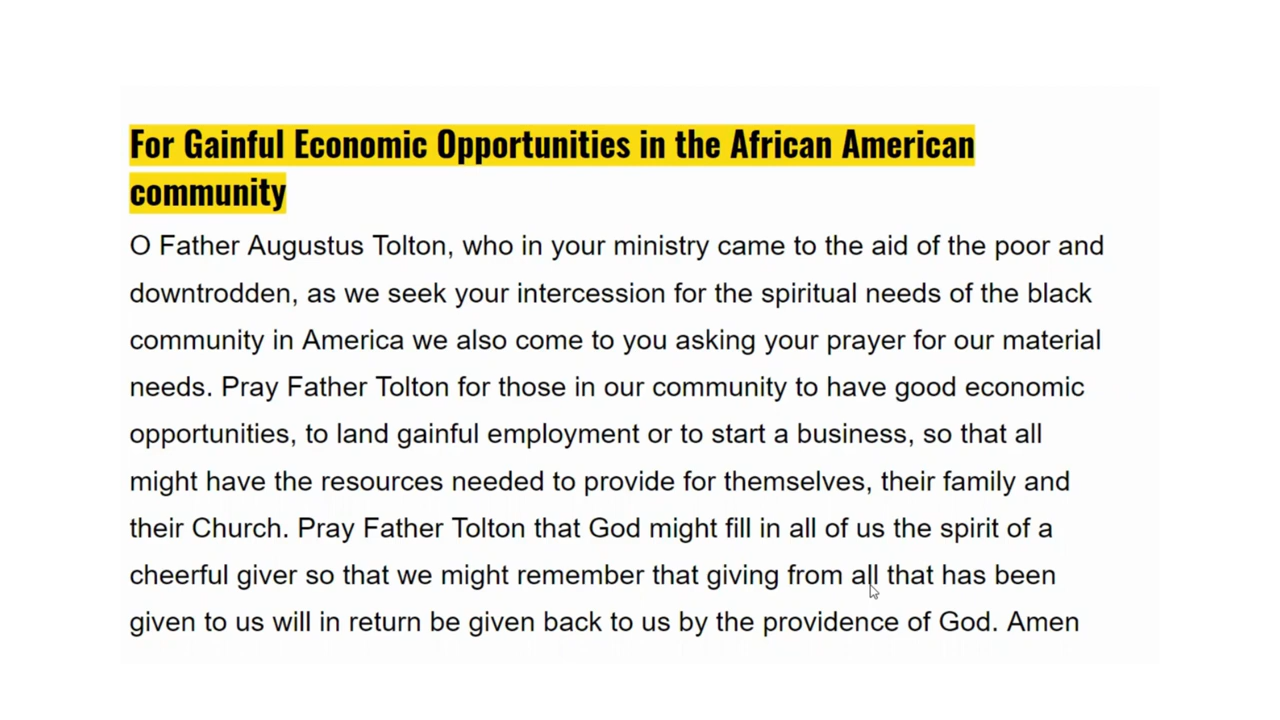 For Gainful Economic Opportunities in the African American
community
O Father Augustus Tolton, who in your ministry came to the aid of the poor and
downtrodden, as we seek your intercession for the spiritual needs of the black
community in America we also come to you asking your prayer for our material
needs. Pray Father Tolton for those in our community to have good economic
opportunities, to land gainful employment or to start a business, so that all
might have the resources needed to provide for themselves, their family and
their Church. Pray Father Tolton that God might fill in all of us the spirit of a
cheerful giver so that we might remember that giving from all that has been
given to us will in return be given back to us by the providence of God. Amen